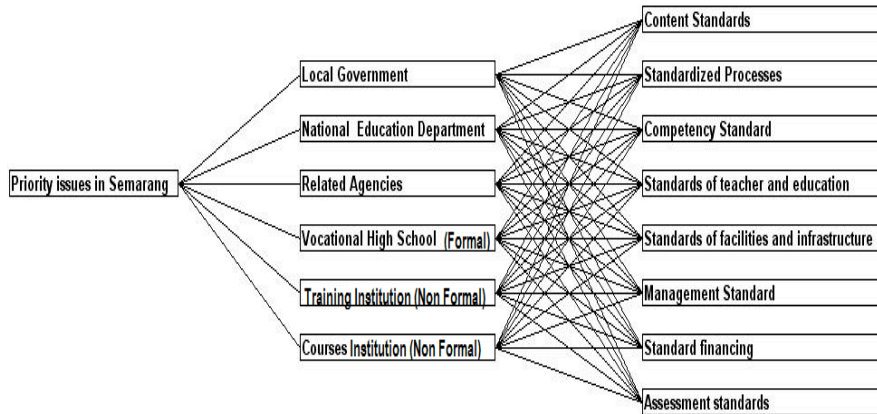 Priority issues in Semarang
Local Government
National Education Department
Related Agencies
Vocational High School (Formal)
Training Institution (Non Formal)
Courses Institution (Non Formal)
Content Standards
Standardized Processes
Competency Standard
Standards of teacher and education
Standards of facilities and infrastructure
Management Standard
Standard financing
Assessment standards